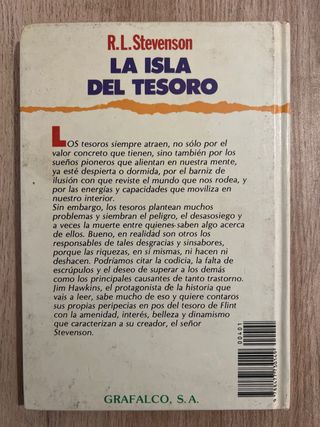 R.L.Stevenson
LA ISLA
DEL TESORO
LOS tesoros siempre atraen, no sólo por el
valor concreto que tienen, sino también por los
sueños pioneros que alientan en nuestra mente,
ya esté despierta o dormida, por el barniz de
ilusión con que reviste el mundo que nos rodea, y
por las energías y capacidades que moviliza en
nuestro interior.
Sin embargo, los tesoros plantean muchos
problemas y siembran el peligro, el desasosiego y
a veces la muerte entre quienes saben algo acerca
de ellos. Bueno, en realidad son otros los
responsables de tales desgracias y sinsabores,
porque las riquezas, en sí mismas, ni hacen ni
deshacen. Podríamos citar la codicia, la falta de
escrúpulos y el deseo de superar a los demás
como los principales causantes de tanto trastorno.
Jim Hawkins, el protagonista de la historia que
vais a leer, sabe mucho de eso y quiere contaros
sus propias peripecias en pos del tesoro de Flint
con la amenidad, interés, belleza y dinamismo
que caracterizan a su creador, el señor
Stevenson.
00401
GRAFALCO, S.A.